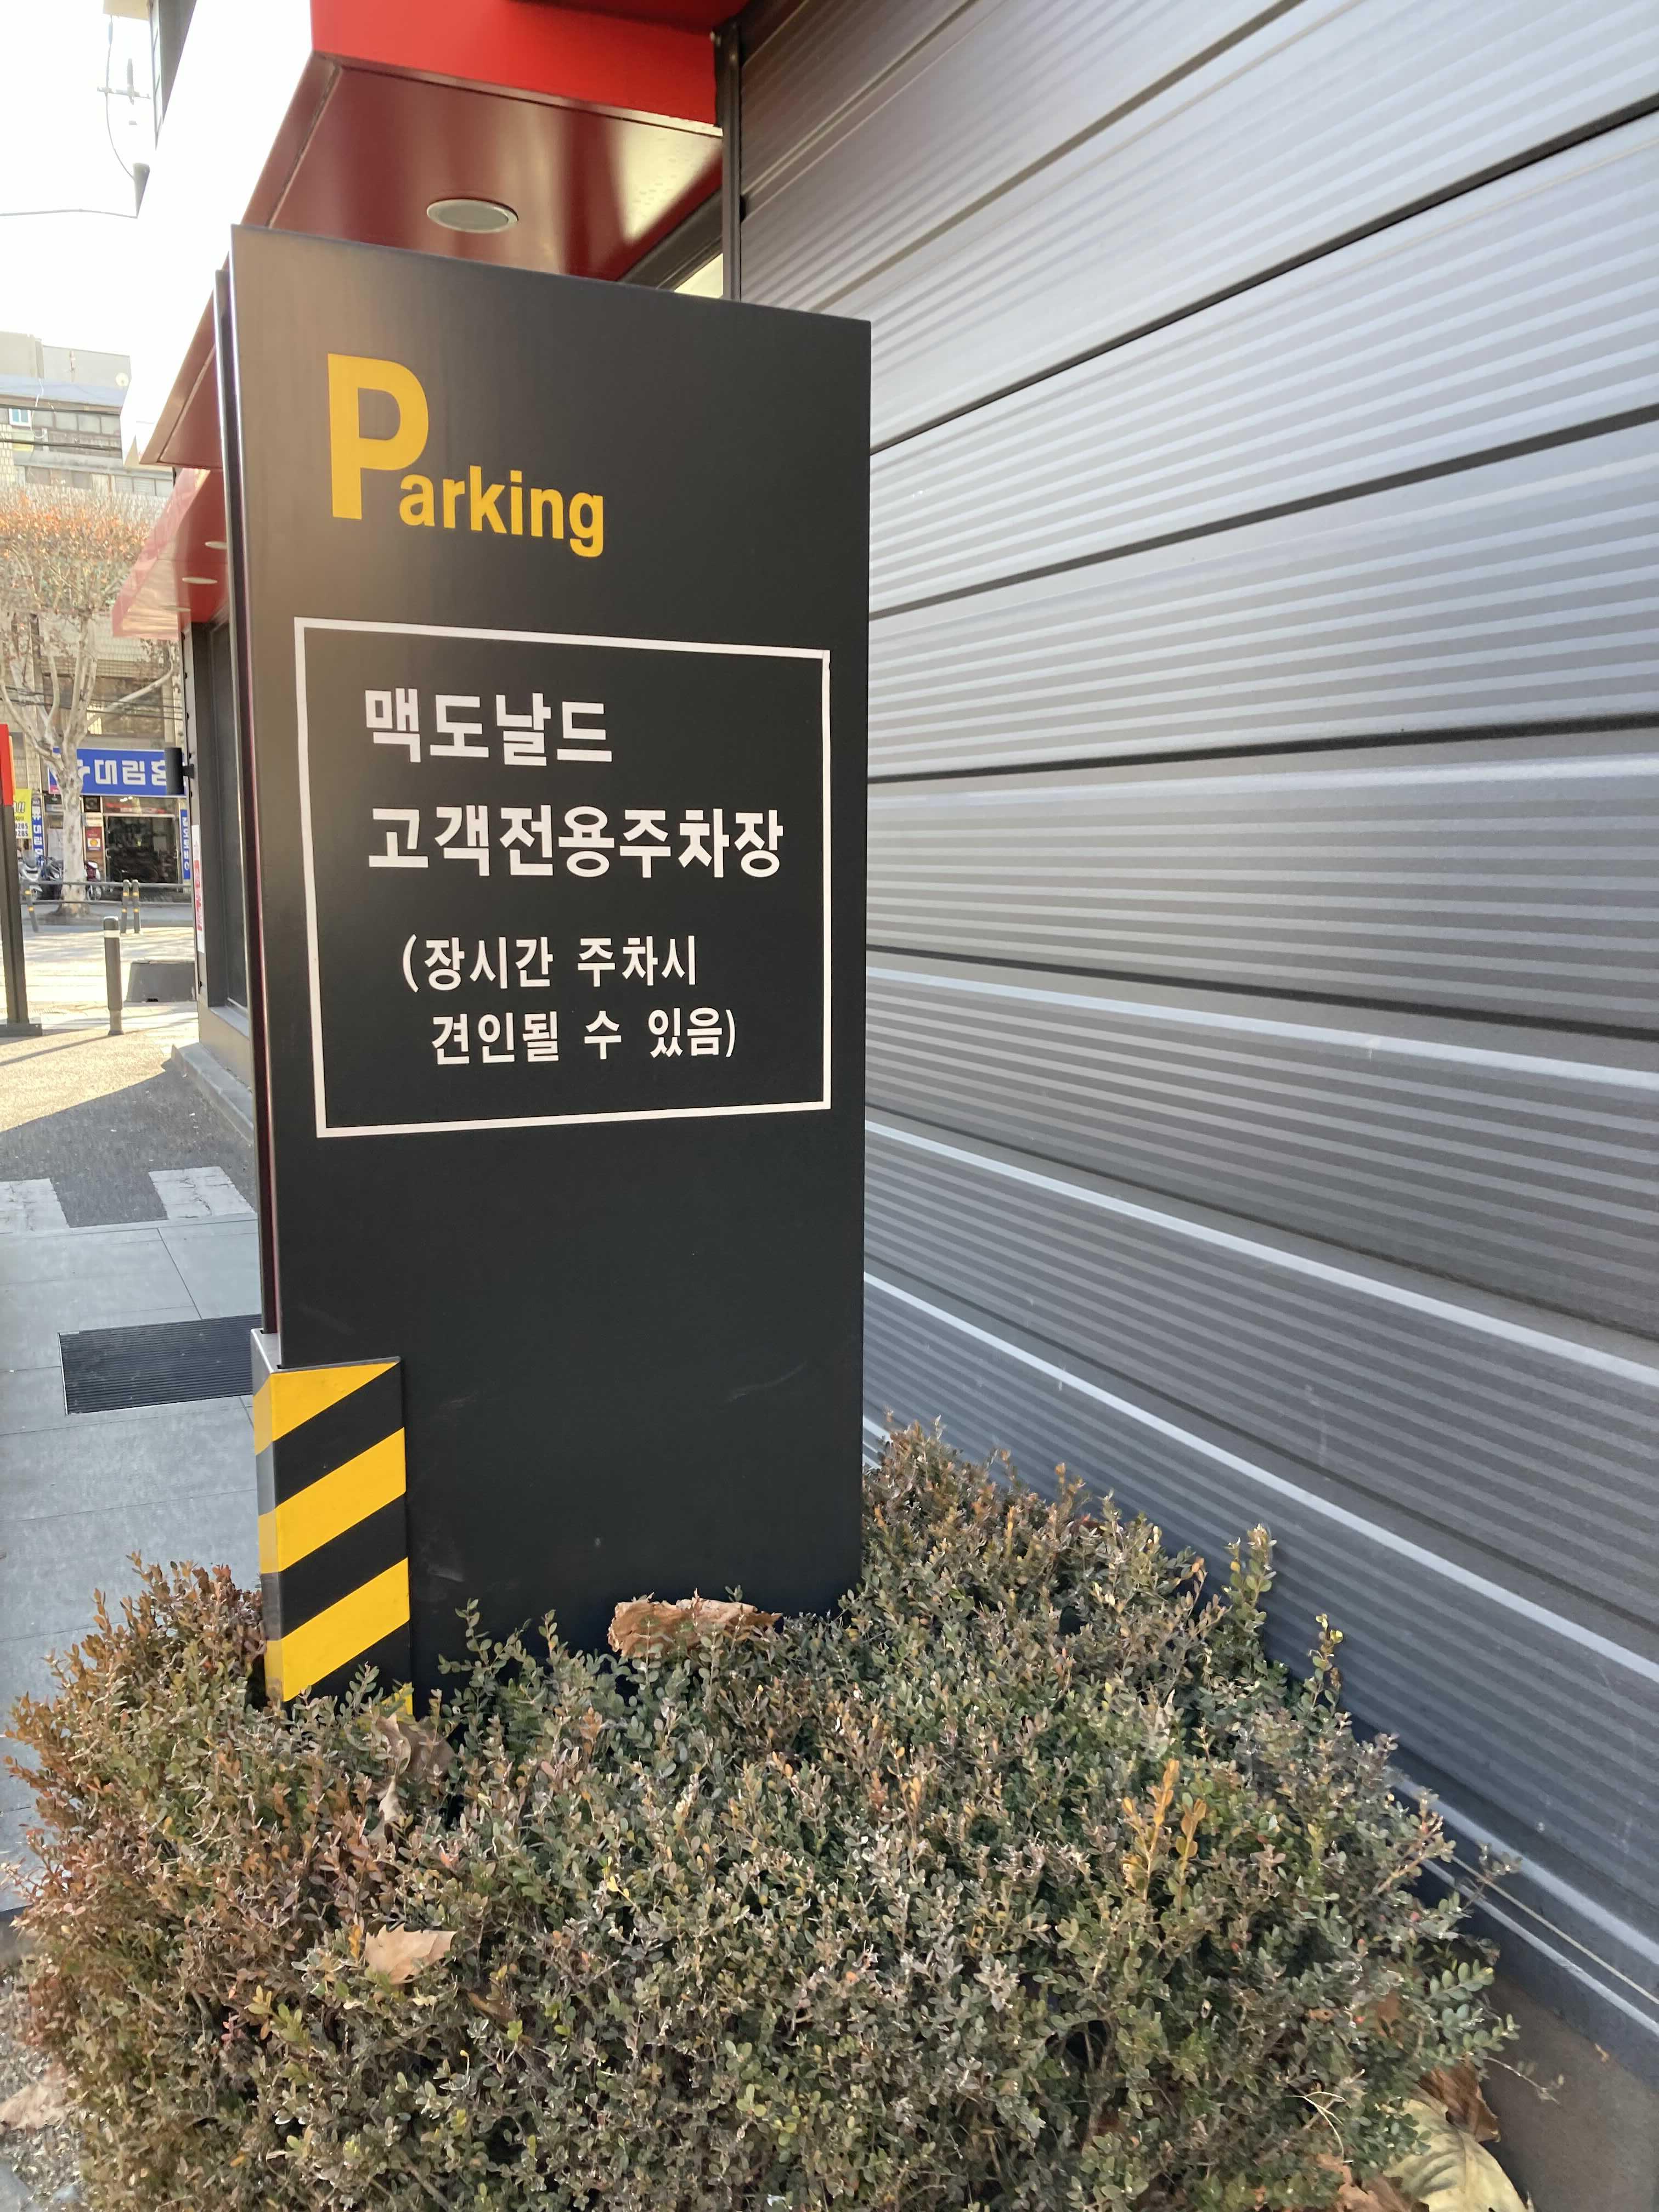 Parking
맥도날드
고객전용주차장
(장시간 주차시
견인될 수 있음)